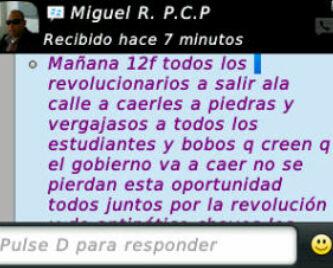 Miguel R. P.C.P
Recibido hace 7 minutos
Mañana 12f todos los
revolucionarios a salir ala
calle a caerles a piedras y
vergajasos a todos los
estudiantes y bobos q creen q
el gobierno va a caer no se
pierdan esta oportunidad
todos juntos por la revolución
Pulse D para responder